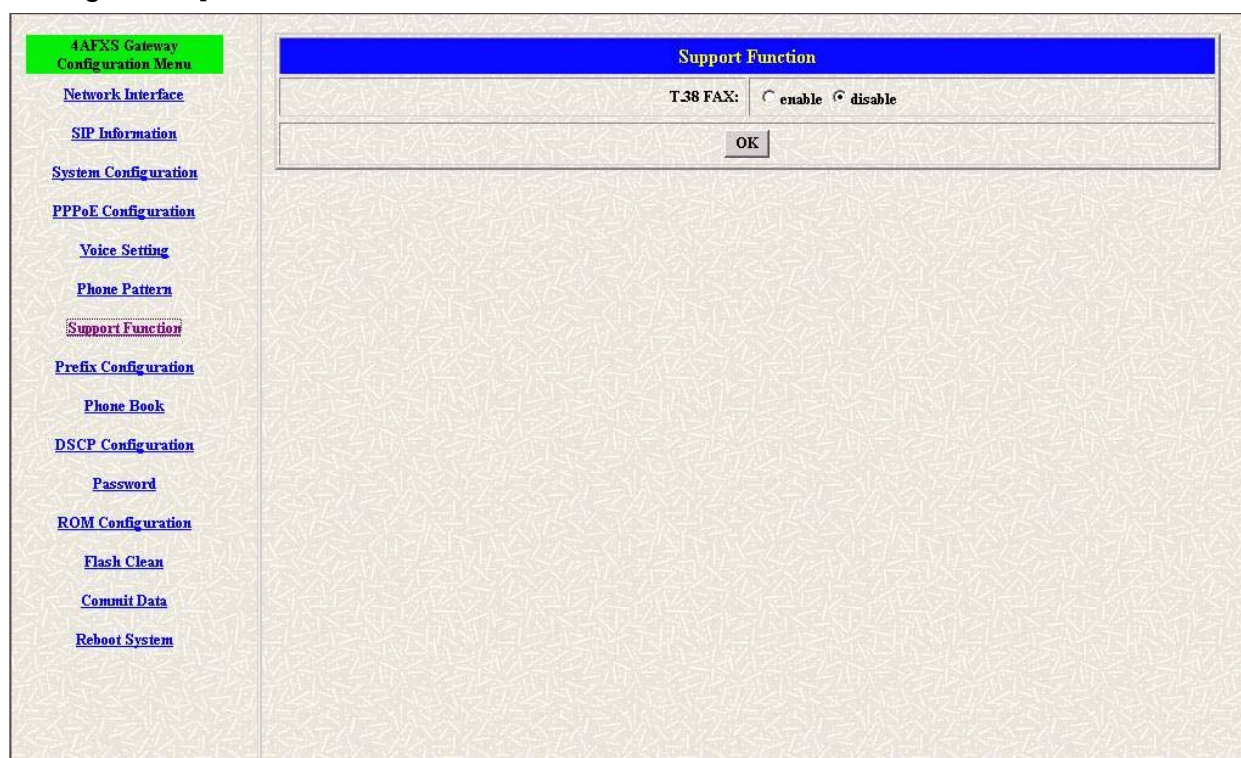 4AFXS Gateway
Configuration Menu
Network Interface
SIP Information
System Configuration
PPPoE Configuration
Voice Setting
Phone Pattern
Support Function
Prefix Configuration
Phone Book
DSCP Configuration
Password
ROM Configuration
Flash Clean
Commit Data
Reboot System
Support Function
T.38 FAX: enable disable
OK